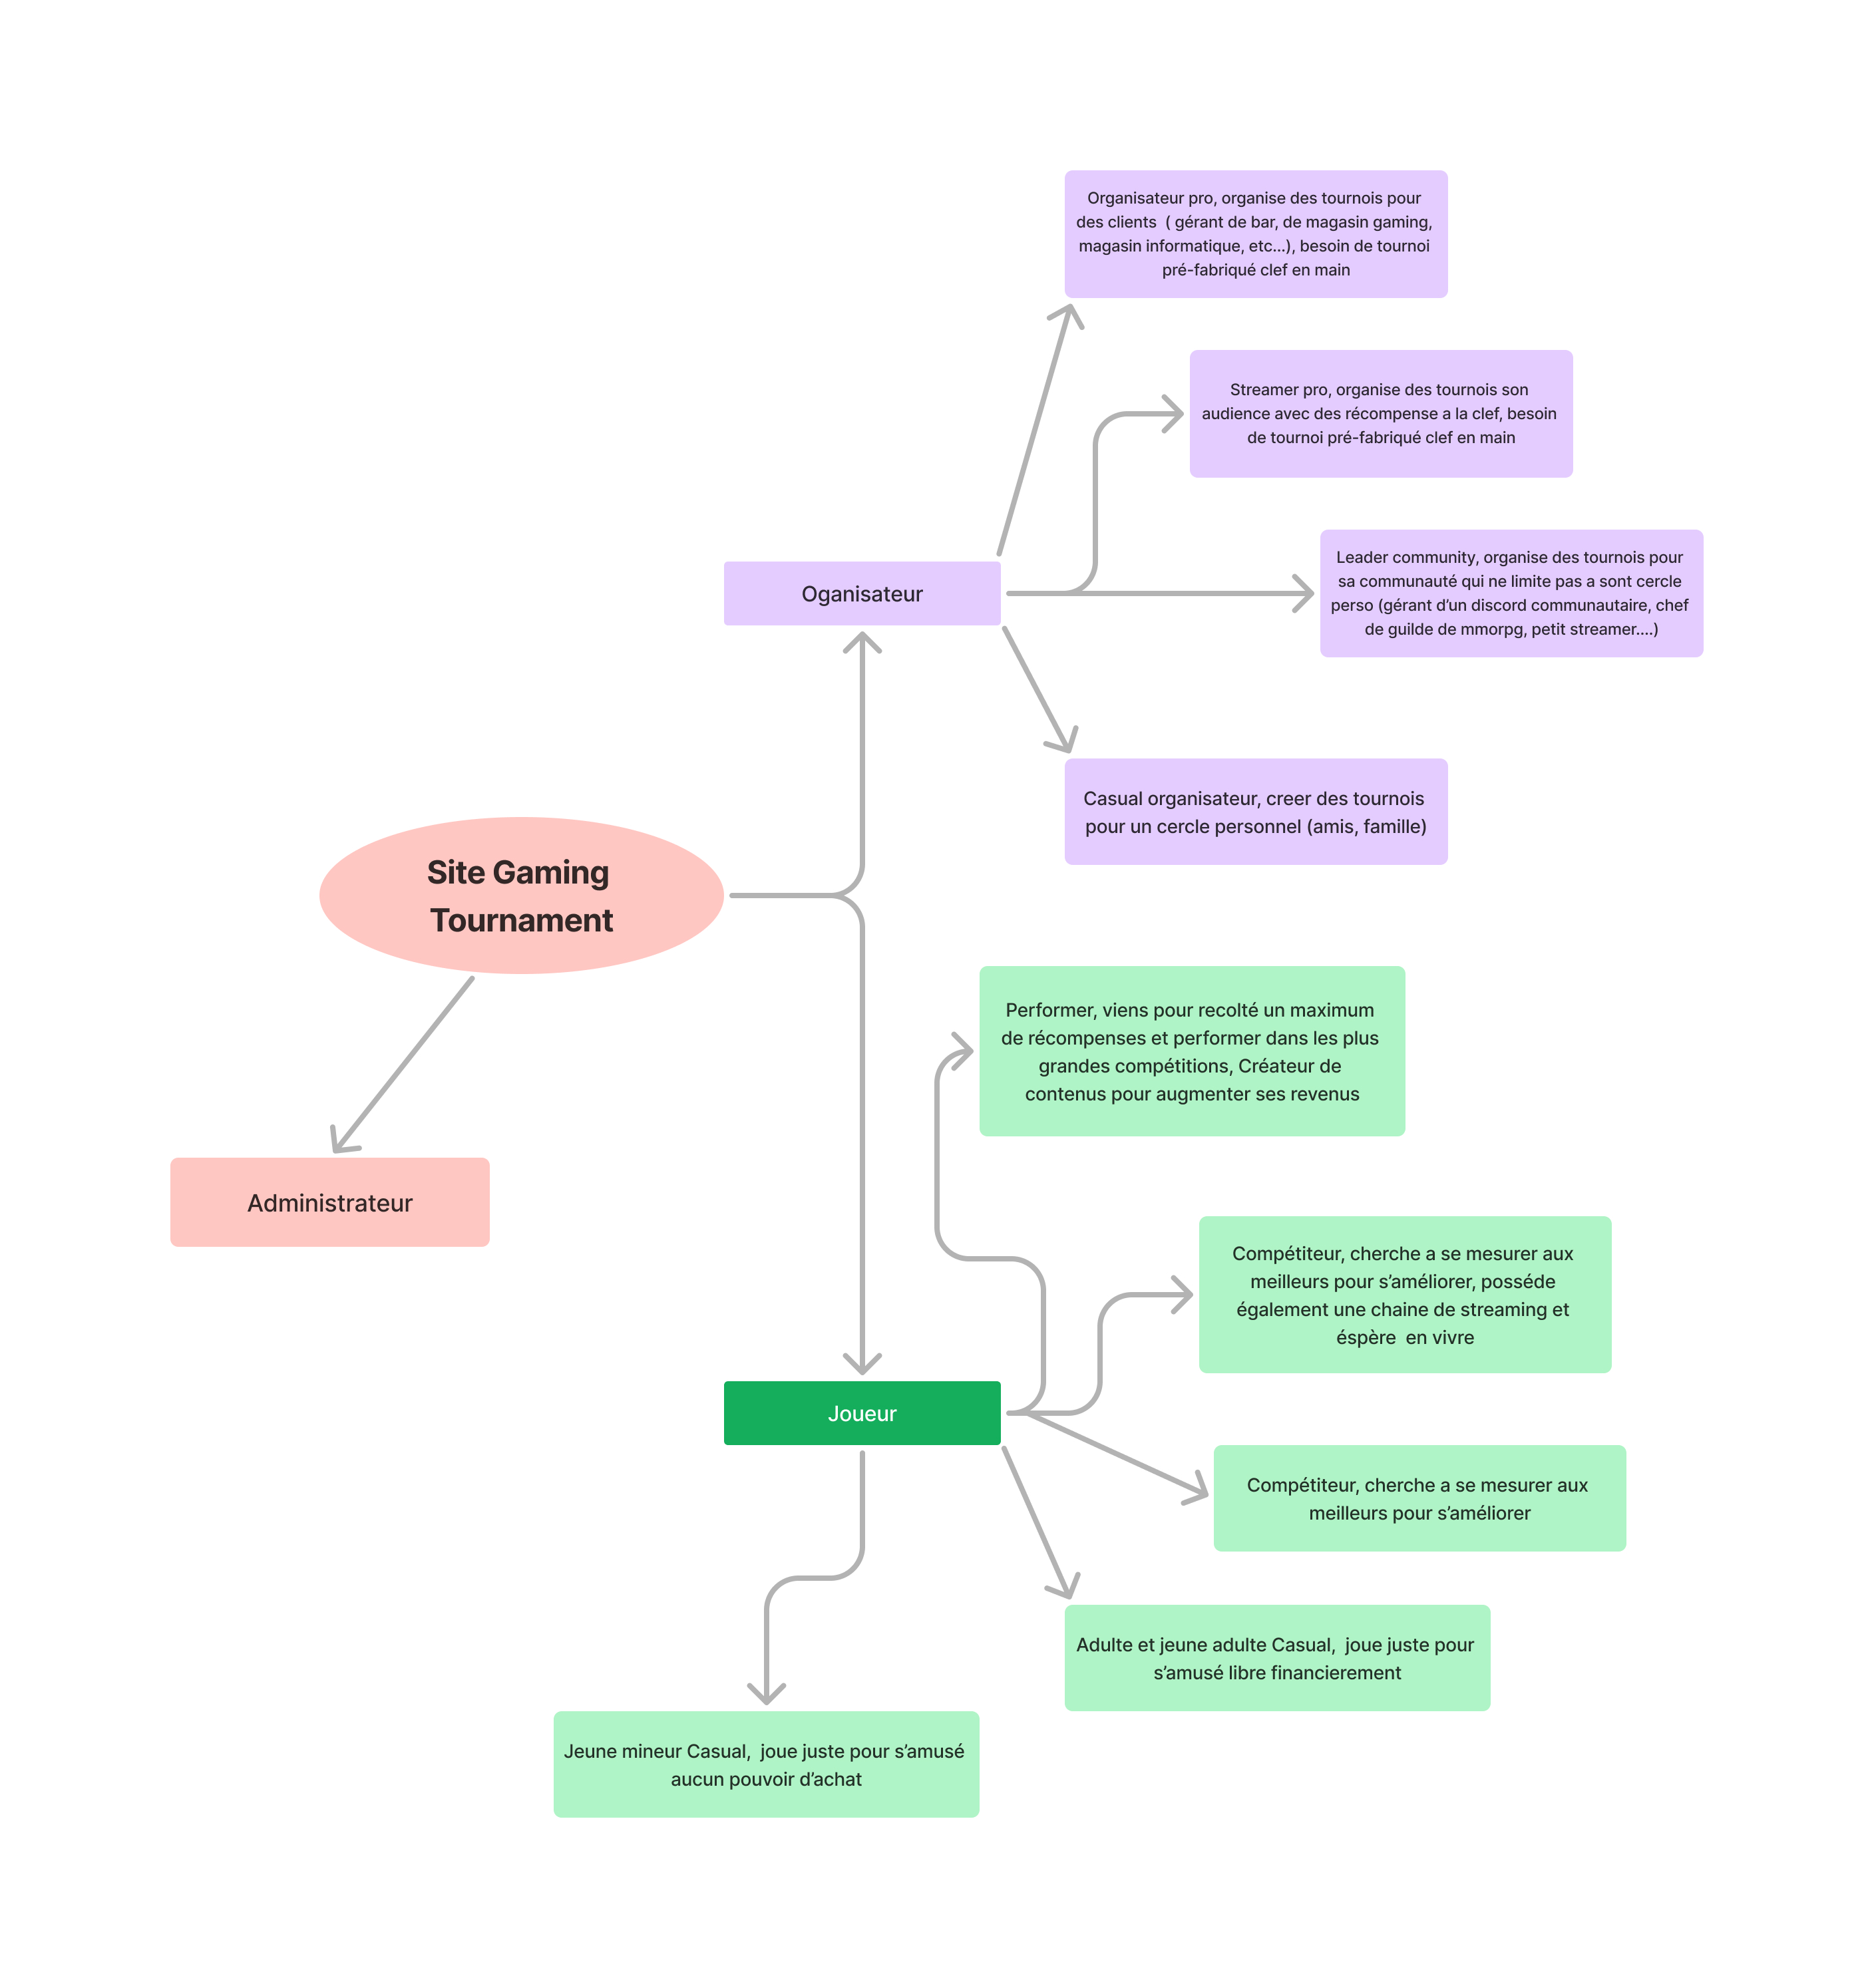 Organisateur pro, organise des tournois pour
des clients  ( gérant de bar, de magasin gaming,
magasin informatique, etc...), besoin de tournoi
pré-fabriqué clef en main
Streamer pro, organise des tournois son
audience avec des récompense a la clef, besoin
de tournoi pré-fabriqué clef en main
Leader community, organise des tournois pour
sa communauté qui ne limite pas a sont cercle
perso (gérant d’un discord communautaire, chef
de guilde de mmorpg, petit streamer....)
Oganisateur
Casual organisateur, creer des tournois
pour un cercle personnel (amis, famille)
Site Gaming
Tournament
Performer, viens pour recolté un maximum
de récompenses et performer dans les plus
grandes compétitions, Créateur de
contenus pour augmenter ses revenus
Administrateur
Compétiteur, cherche a se mesurer aux
meilleurs pour s’améliorer, posséde
également une chaine de streaming et
éspère  en vivre
Joueur
Compétiteur, cherche a se mesurer aux
meilleurs pour s’améliorer
Adulte et jeune adulte Casual,  joue juste pour
s’amusé libre financierement
Jeune mineur Casual,  joue juste pour s’amusé
aucun pouvoir d’achat